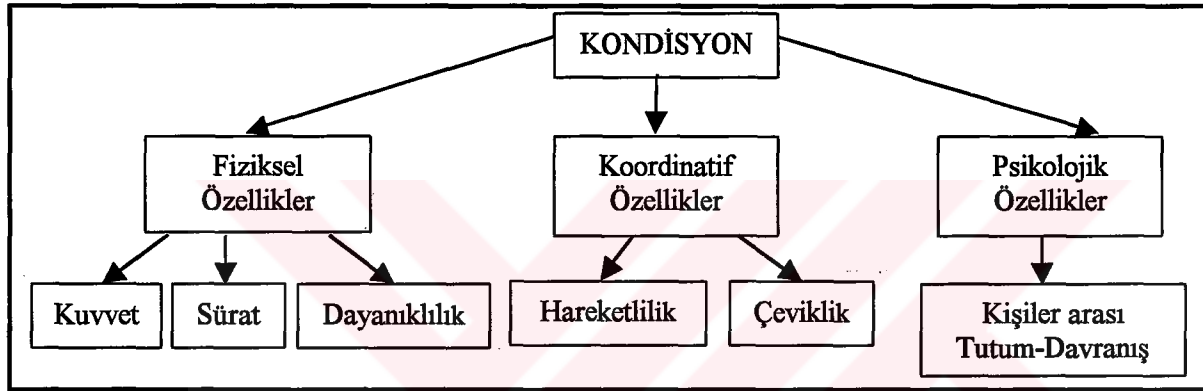 KONDİSYON
Fiziksel
Özellikler
Koordinatif
Özellikler
Psikolojik
Özellikler
Kuvvet
Sürat
Dayanıklılık
Hareketlilik
Çeviklik
Kişiler arası
Tutum-Davranış